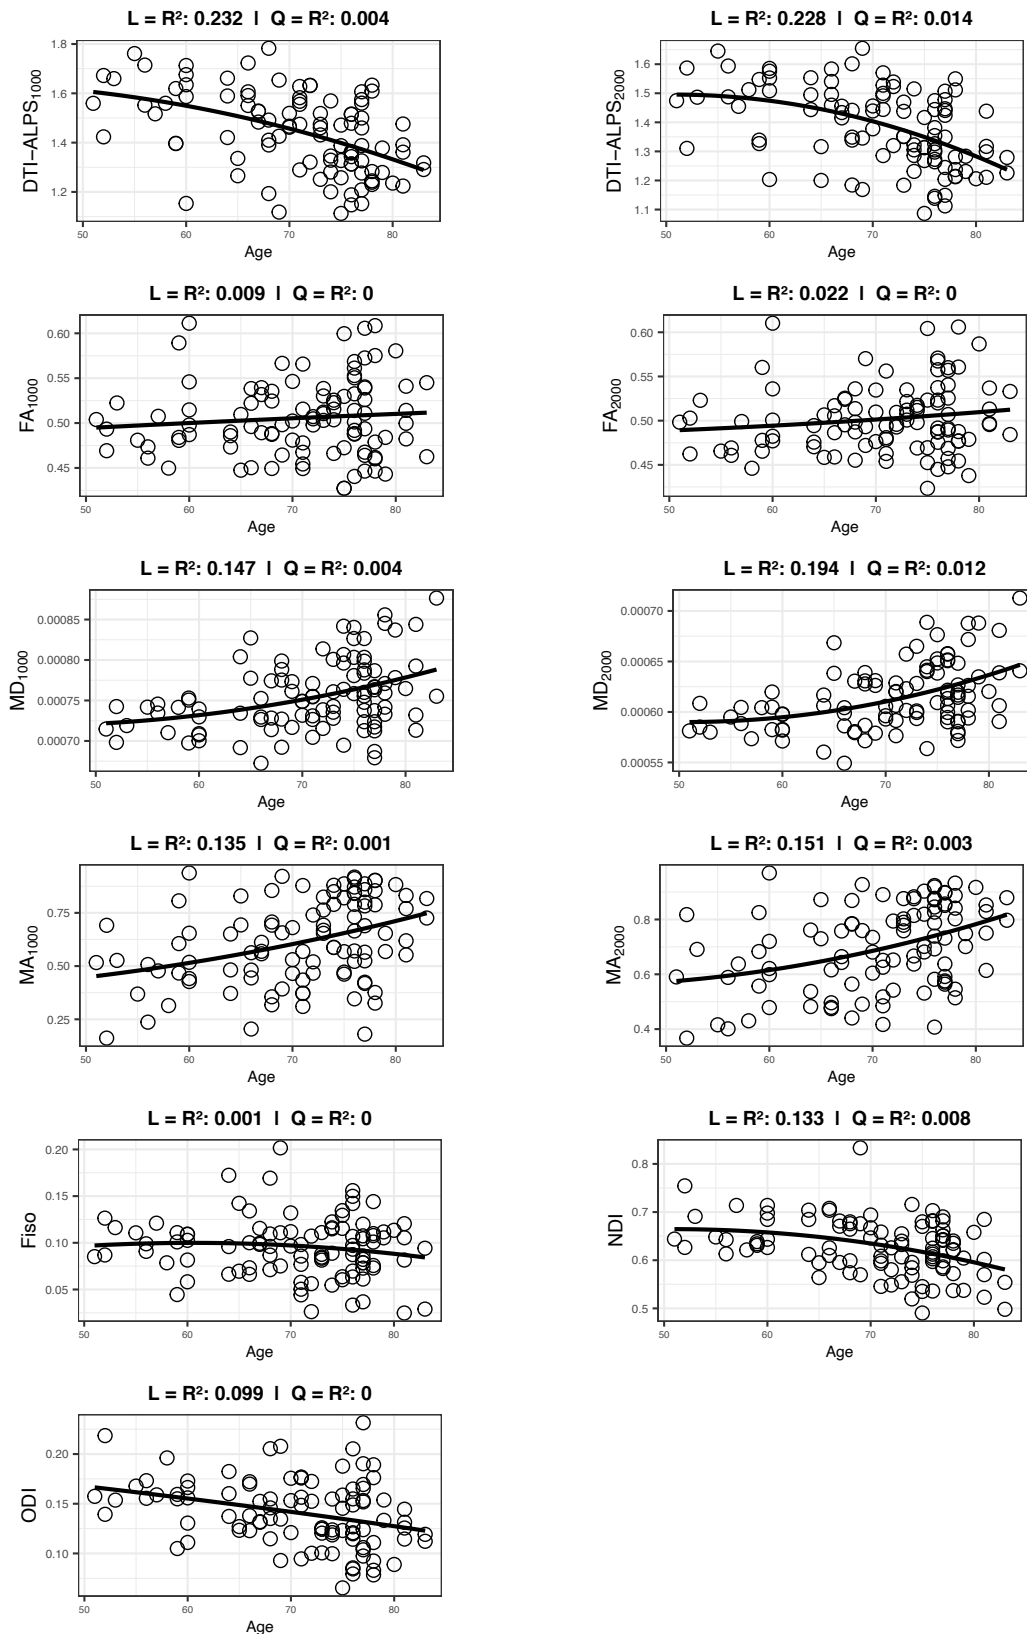 L = R²: 0.232 | Q = R²: 0.004
DTI−ALPS1000
1.8
1.6
1.4
1.2
50 60 70 80
Age
L = R²: 0.228 | Q = R²: 0.014
DTI−ALPS2000
1.6
1.5
1.4
1.3
1.2
1.1
50 60 70 80
Age
L = R²: 0.009 | Q = R²: 0
FA1000
0.60
0.55
0.50
0.45
50 60 70 80
Age
L = R²: 0.022 | Q = R²: 0
FA2000
0.60
0.55
0.50
0.45
50 60 70 80
Age
L = R²: 0.147 | Q = R²: 0.004
MD1000
0.00085
0.00080
0.00075
0.00070
50 60 70 80
Age
L = R²: 0.194 | Q = R²: 0.012
MD2000
0.00070
0.00065
0.00060
0.00055
50 60 70 80
Age
L = R²: 0.135 | Q = R²: 0.001
MA1000
0.75
0.50
0.25
50 60 70 80
Age
L = R²: 0.151 | Q = R²: 0.003
MA2000
0.8
0.6
0.4
50 60 70 80
Age
L = R²: 0.001 | Q = R²: 0
Fiso
0.20
0.15
0.10
0.05
50 60 70 80
Age
L = R²: 0.133 | Q = R²: 0.008
NDI
0.8
0.7
0.6
0.5
50 60 70 80
Age
L = R²: 0.099 | Q = R²: 0
ODI
0.20
0.15
0.10
50 60 70 80
Age